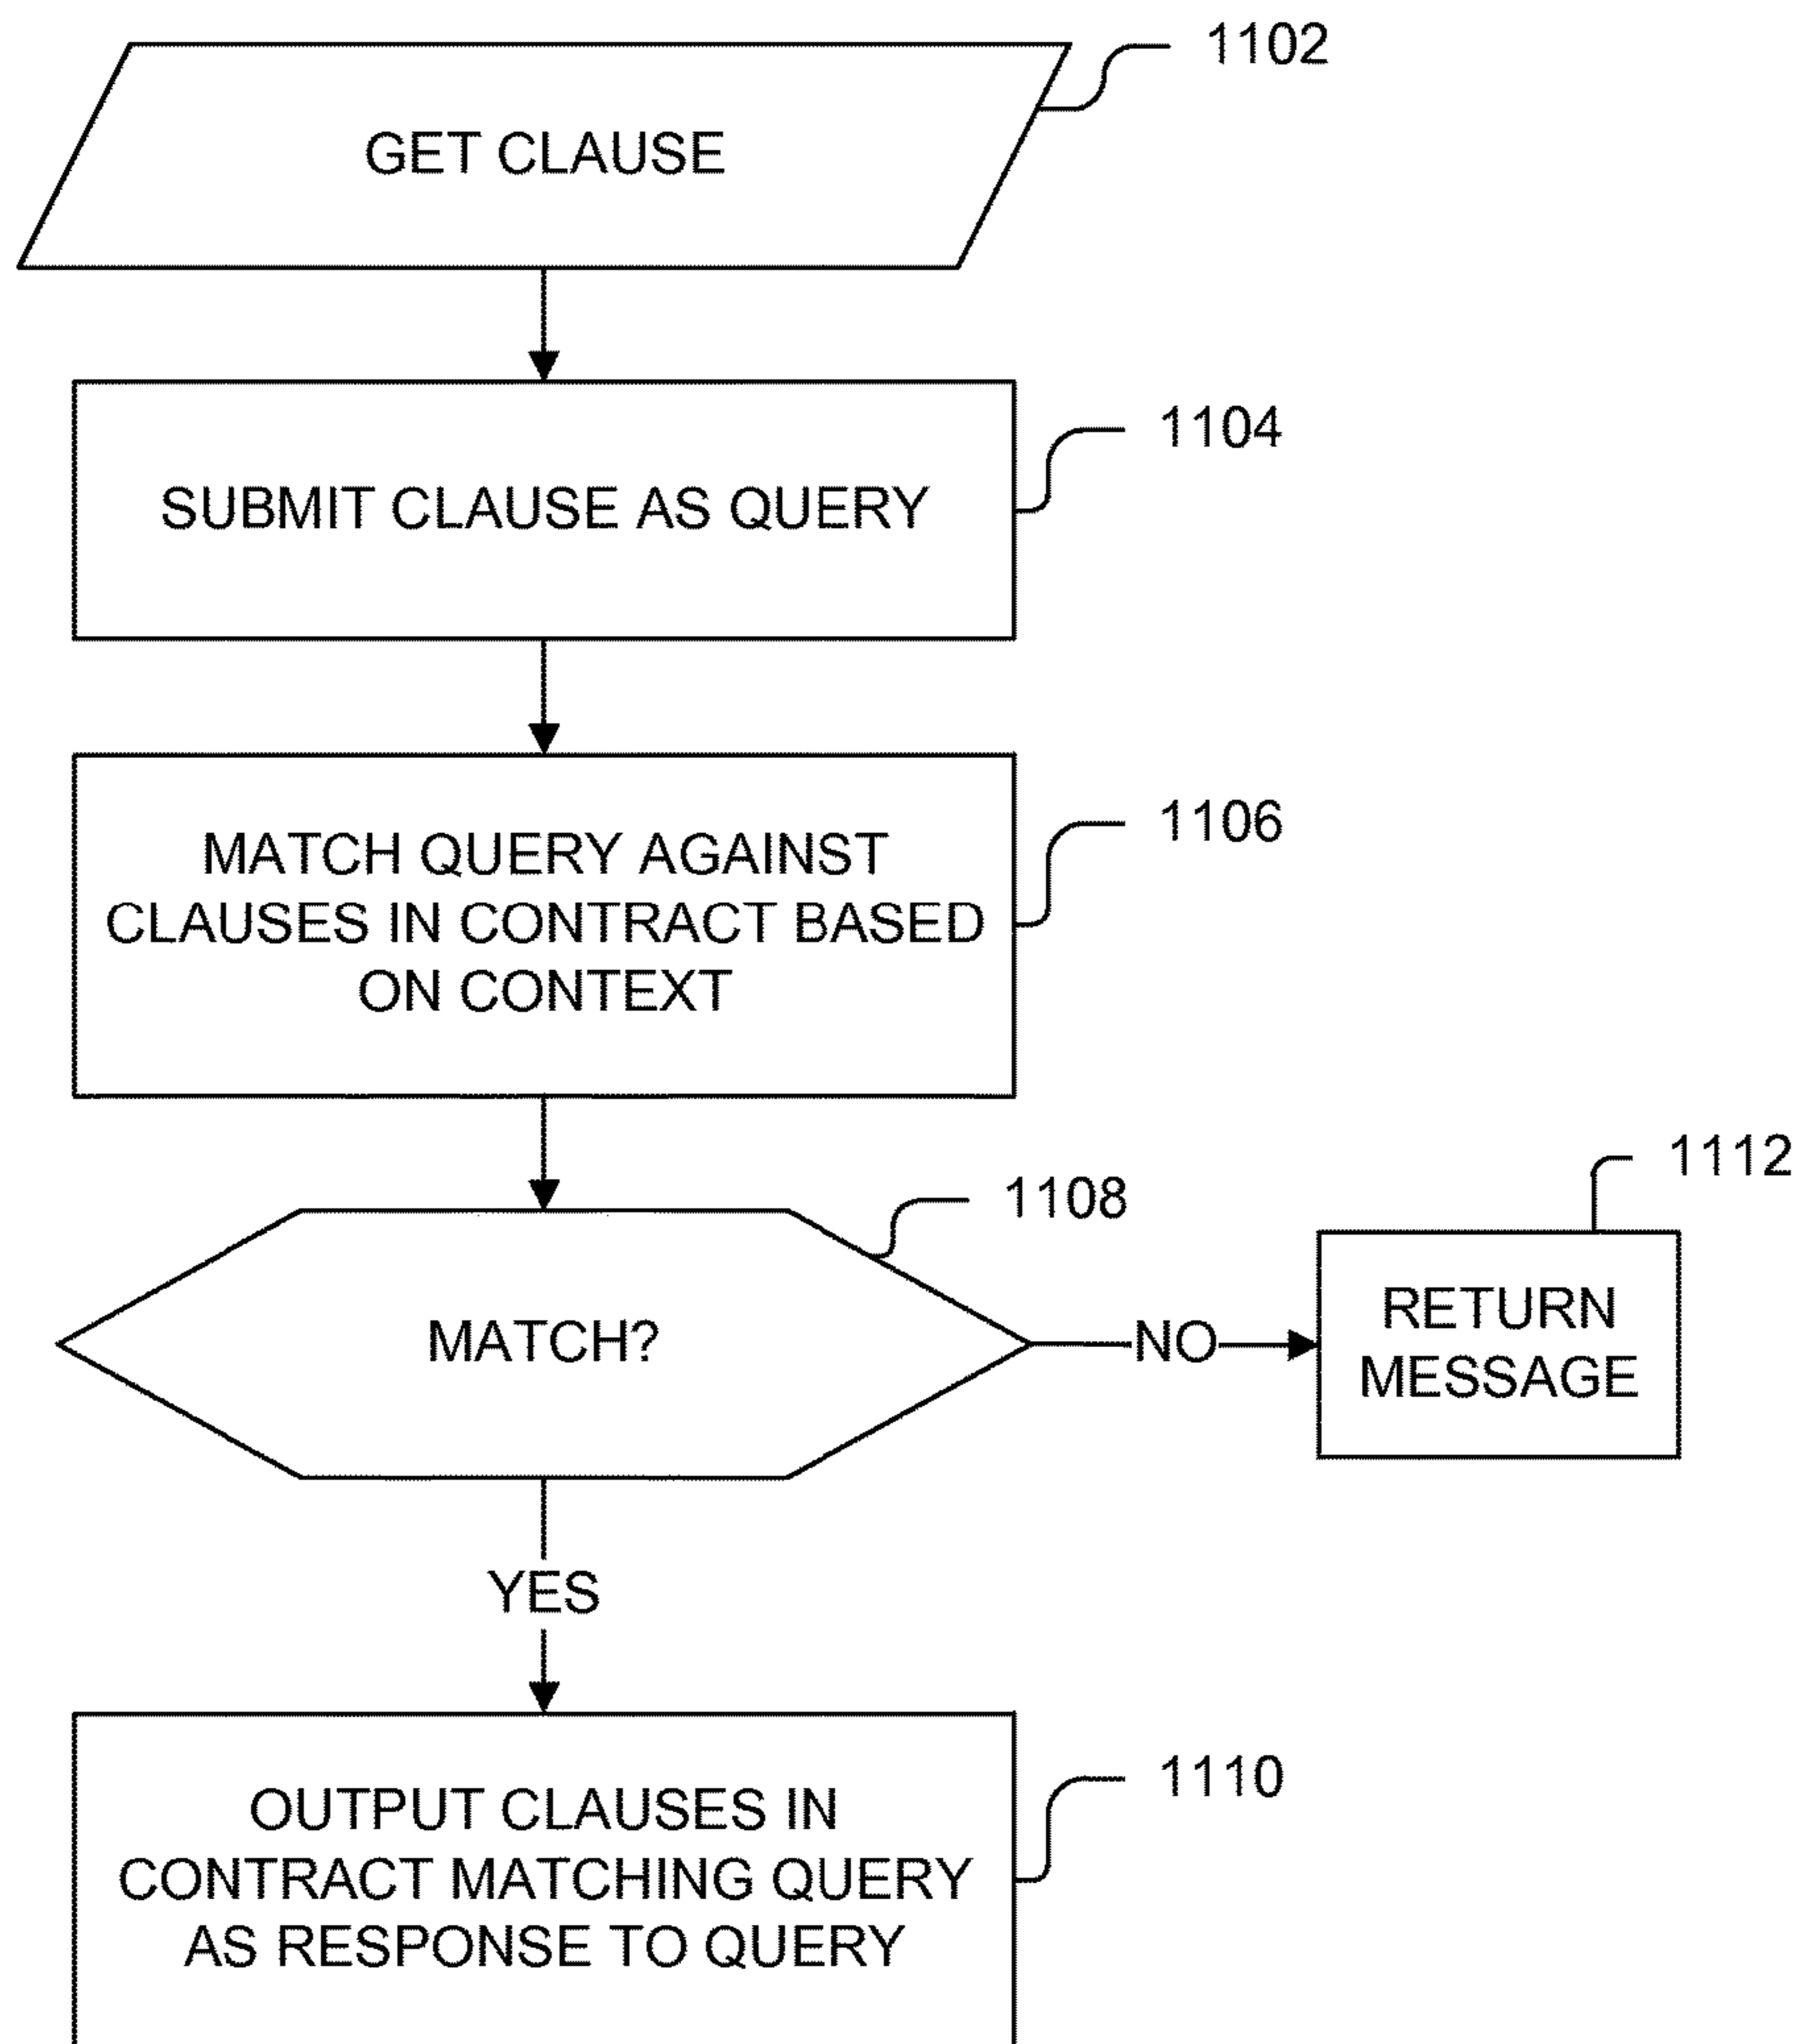 1102
GET CLAUSE
1104
SUBMIT CLAUSE AS QUERY
1106
MATCH QUERY AGAINST
CLAUSES IN CONTRACT BASED
ON CONTEXT
1108
MATCH?
NO
1112
RETURN
MESSAGE
YES
1110
OUTPUT CLAUSES IN
CONTRACT MATCHING QUERY
AS RESPONSE TO QUERY